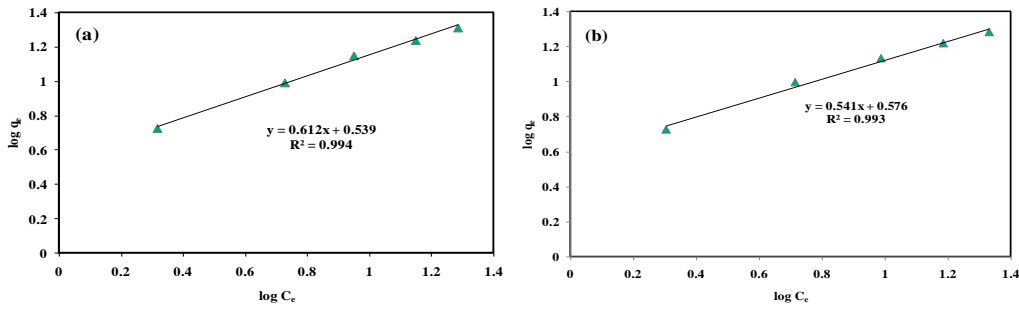 (a)
log qe
1.4
1.2
1
0.8
0.6
0.4
0.2
0
y = 0.612x + 0.539
R² = 0.994
0 0.2 0.4 0.6 0.8 1 1.2 1.4
log Ce
(b)
log qe
1.4
1.2
1
0.8
0.6
0.4
0.2
0
y = 0.541x + 0.576
R² = 0.993
0 0.2 0.4 0.6 0.8 1 1.2 1.4
log Ce